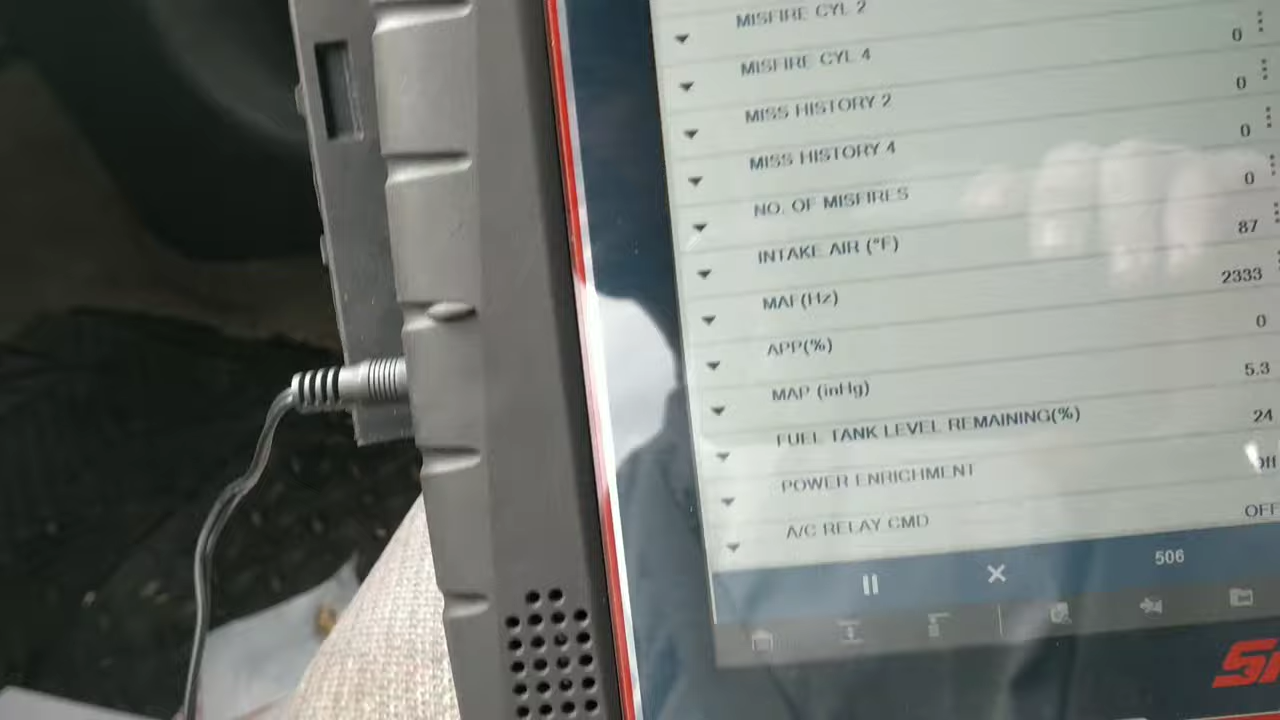 MISFIRE CYL 2
MISFIRE CYL 4 0
MISS HISTORY 2 0
MISS HISTORY 4 0
NO. OF MISFIRES 0
INTAKE AIR (°F) 87
MAF (Hz) 2333
APP(%) 0
MAP (inHg) 5.3
FUEL TANK LEVEL REMAINING(%) 24
POWER ENRICHMENT Off
A/C RELAY CMD OFF
506